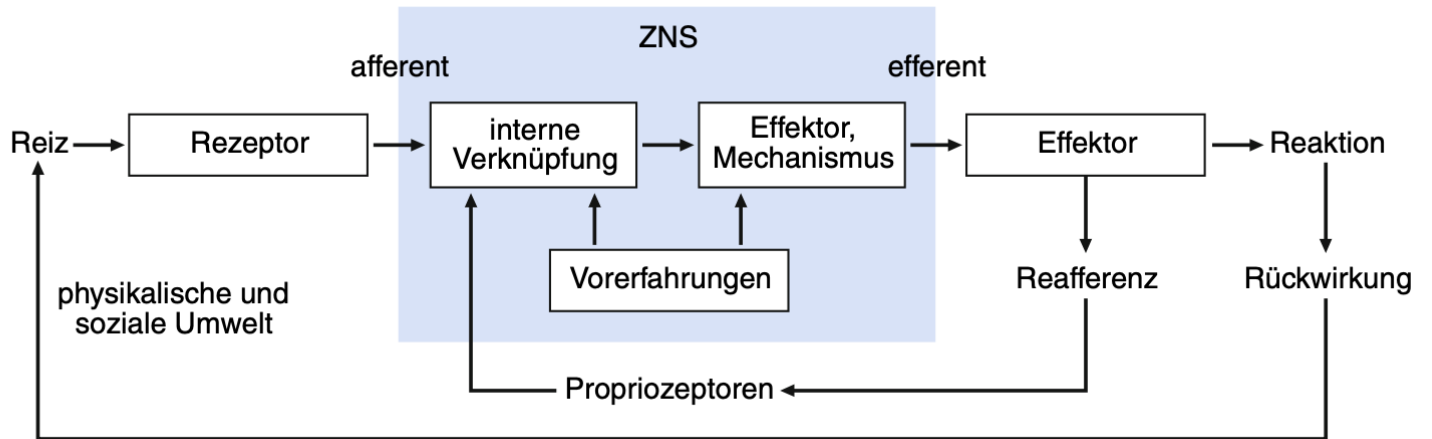 ZNS
afferent
efferent
Reiz
Rezeptor
interne
Verknüpfung
Effektor,
Mechanismus
Effektor
Reaktion
Vorerfahrungen
Reafferenz
Rückwirkung
physikalische und
soziale Umwelt
Propriozeptoren